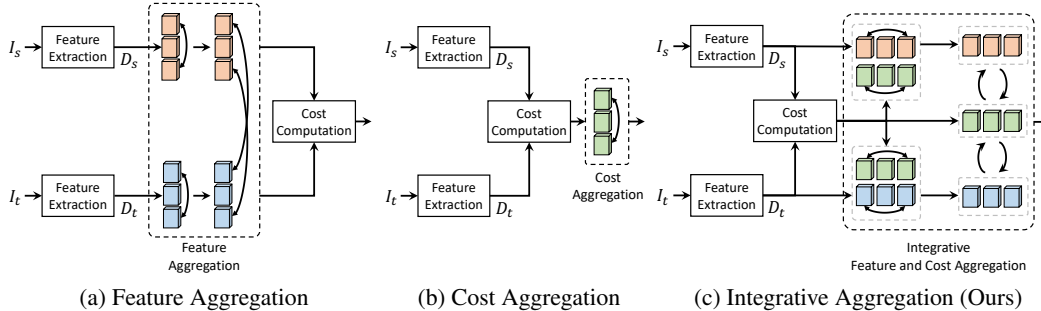 I_s
Feature
Extraction
D_s
Cost
Computation
I_t
Feature
Extraction
D_t
Feature
Aggregation
(a) Feature Aggregation
I_s
Feature
Extraction
D_s
Cost
Computation
Cost
Aggregation
I_t
Feature
Extraction
D_t
(b) Cost Aggregation
I_s
Feature
Extraction
D_s
Cost
Computation
I_t
Feature
Extraction
D_t
Integrative
Feature and Cost Aggregation
(c) Integrative Aggregation (Ours)